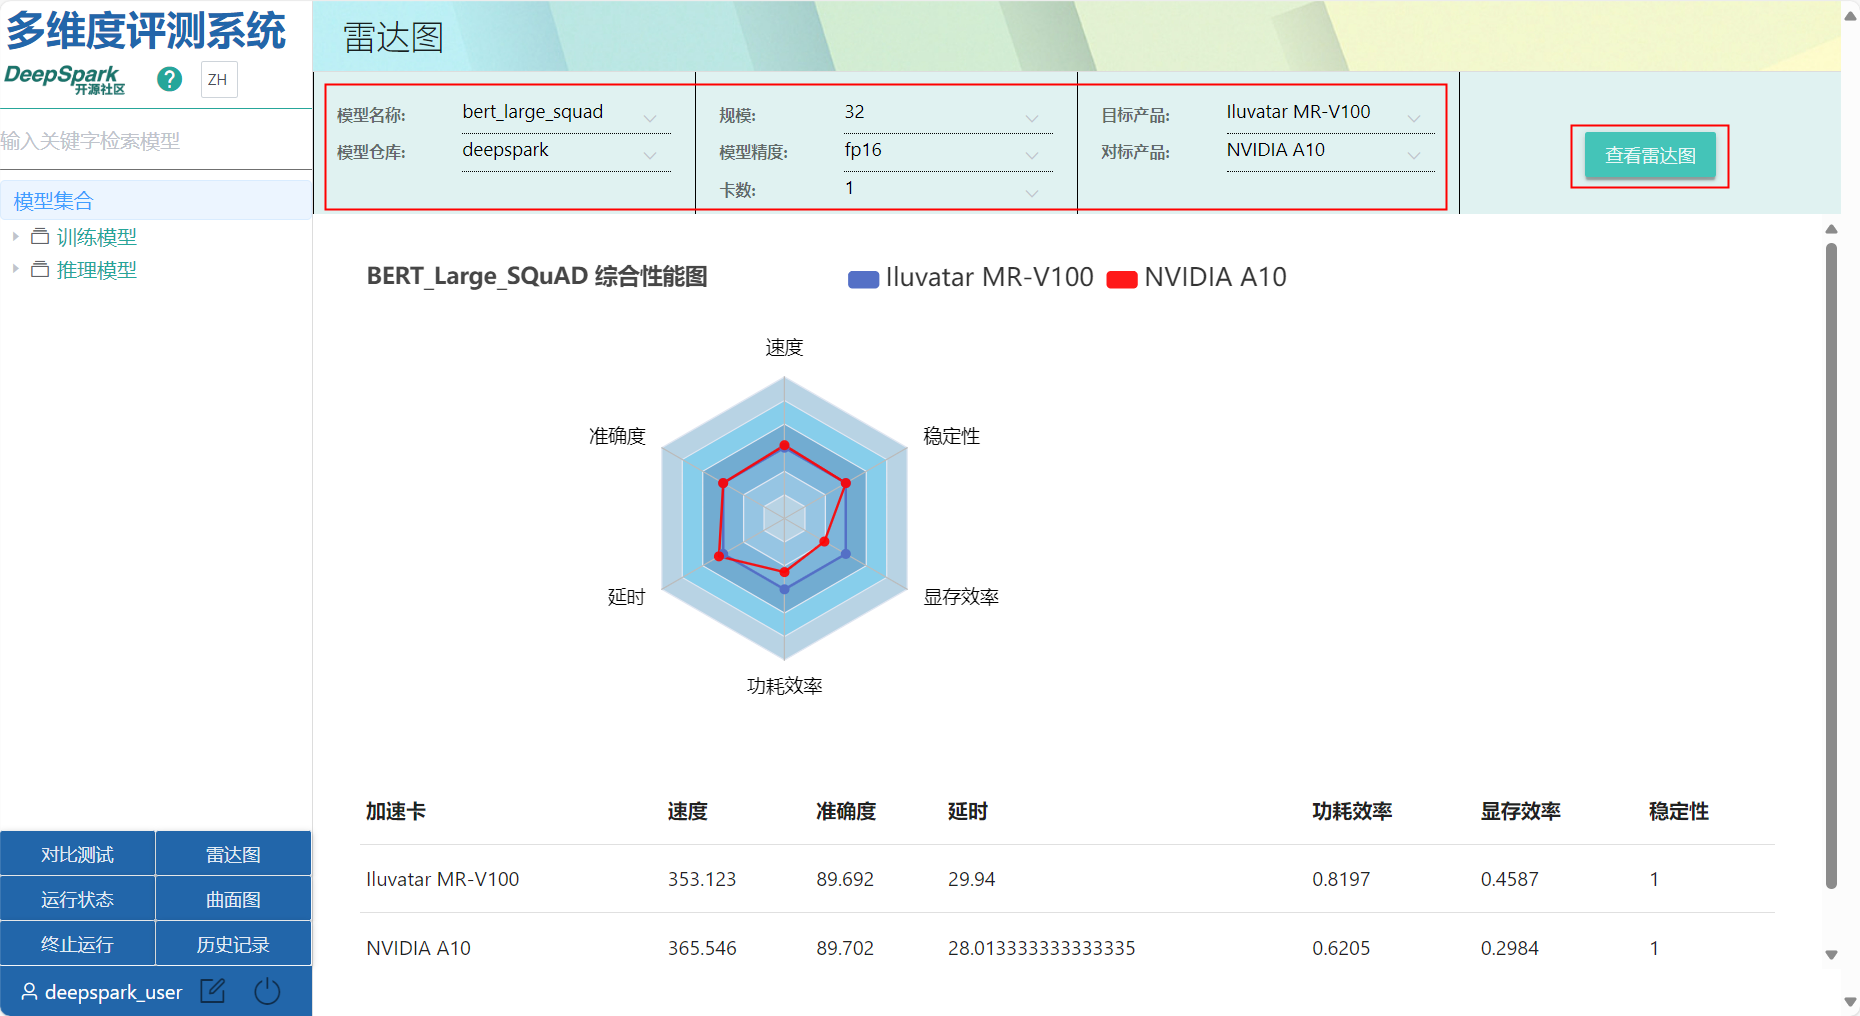 多维度评测系统
DeepSpark
开源社区
?
ZH
输入关键字检索模型
模型集合
训练模型
推理模型
对比测试
雷达图
运行状态
曲面图
终止运行
历史记录
deepspark_user
雷达图
模型名称:
bert_large_squad
模型仓库:
deepspark
规模:
32
模型精度:
fp16
卡数:
1
目标产品:
Iluvatar MR-V100
对标产品:
NVIDIA A10
查看雷达图
BERT_Large_SQuAD 综合性能图
Iluvatar MR-V100
NVIDIA A10
速度
准确度
稳定性
延时
显存效率
功耗效率
加速卡 速度 准确度 延时 功耗效率 显存效率 稳定性
Iluvatar MR-V100 353.123 89.692 29.94 0.8197 0.4587 1
NVIDIA A10 365.546 89.702 28.013333333333335 0.6205 0.2984 1